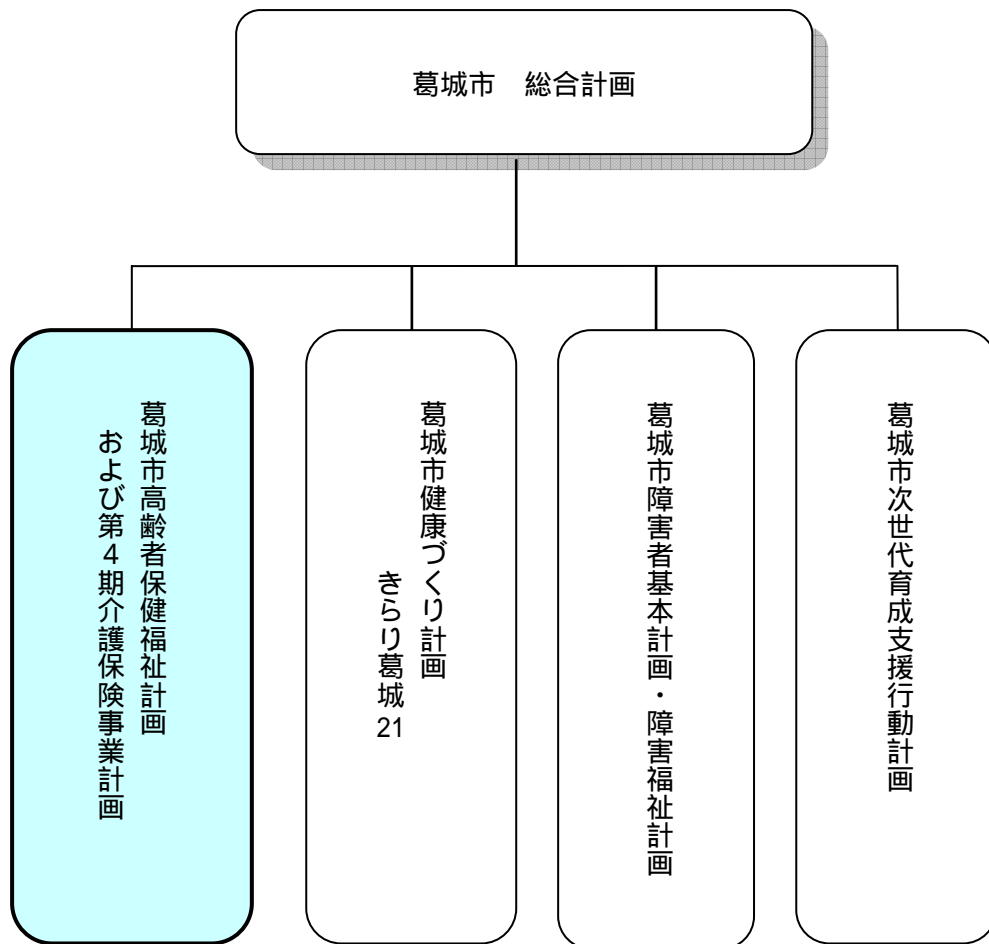 葛城市　総合計画
葛城市高齢者保健福祉計画
および第４期介護保険事業計画
葛城市健康づくり計画
きらり葛城21
葛城市障害者基本計画・障害福祉計画
葛城市次世代育成支援行動計画